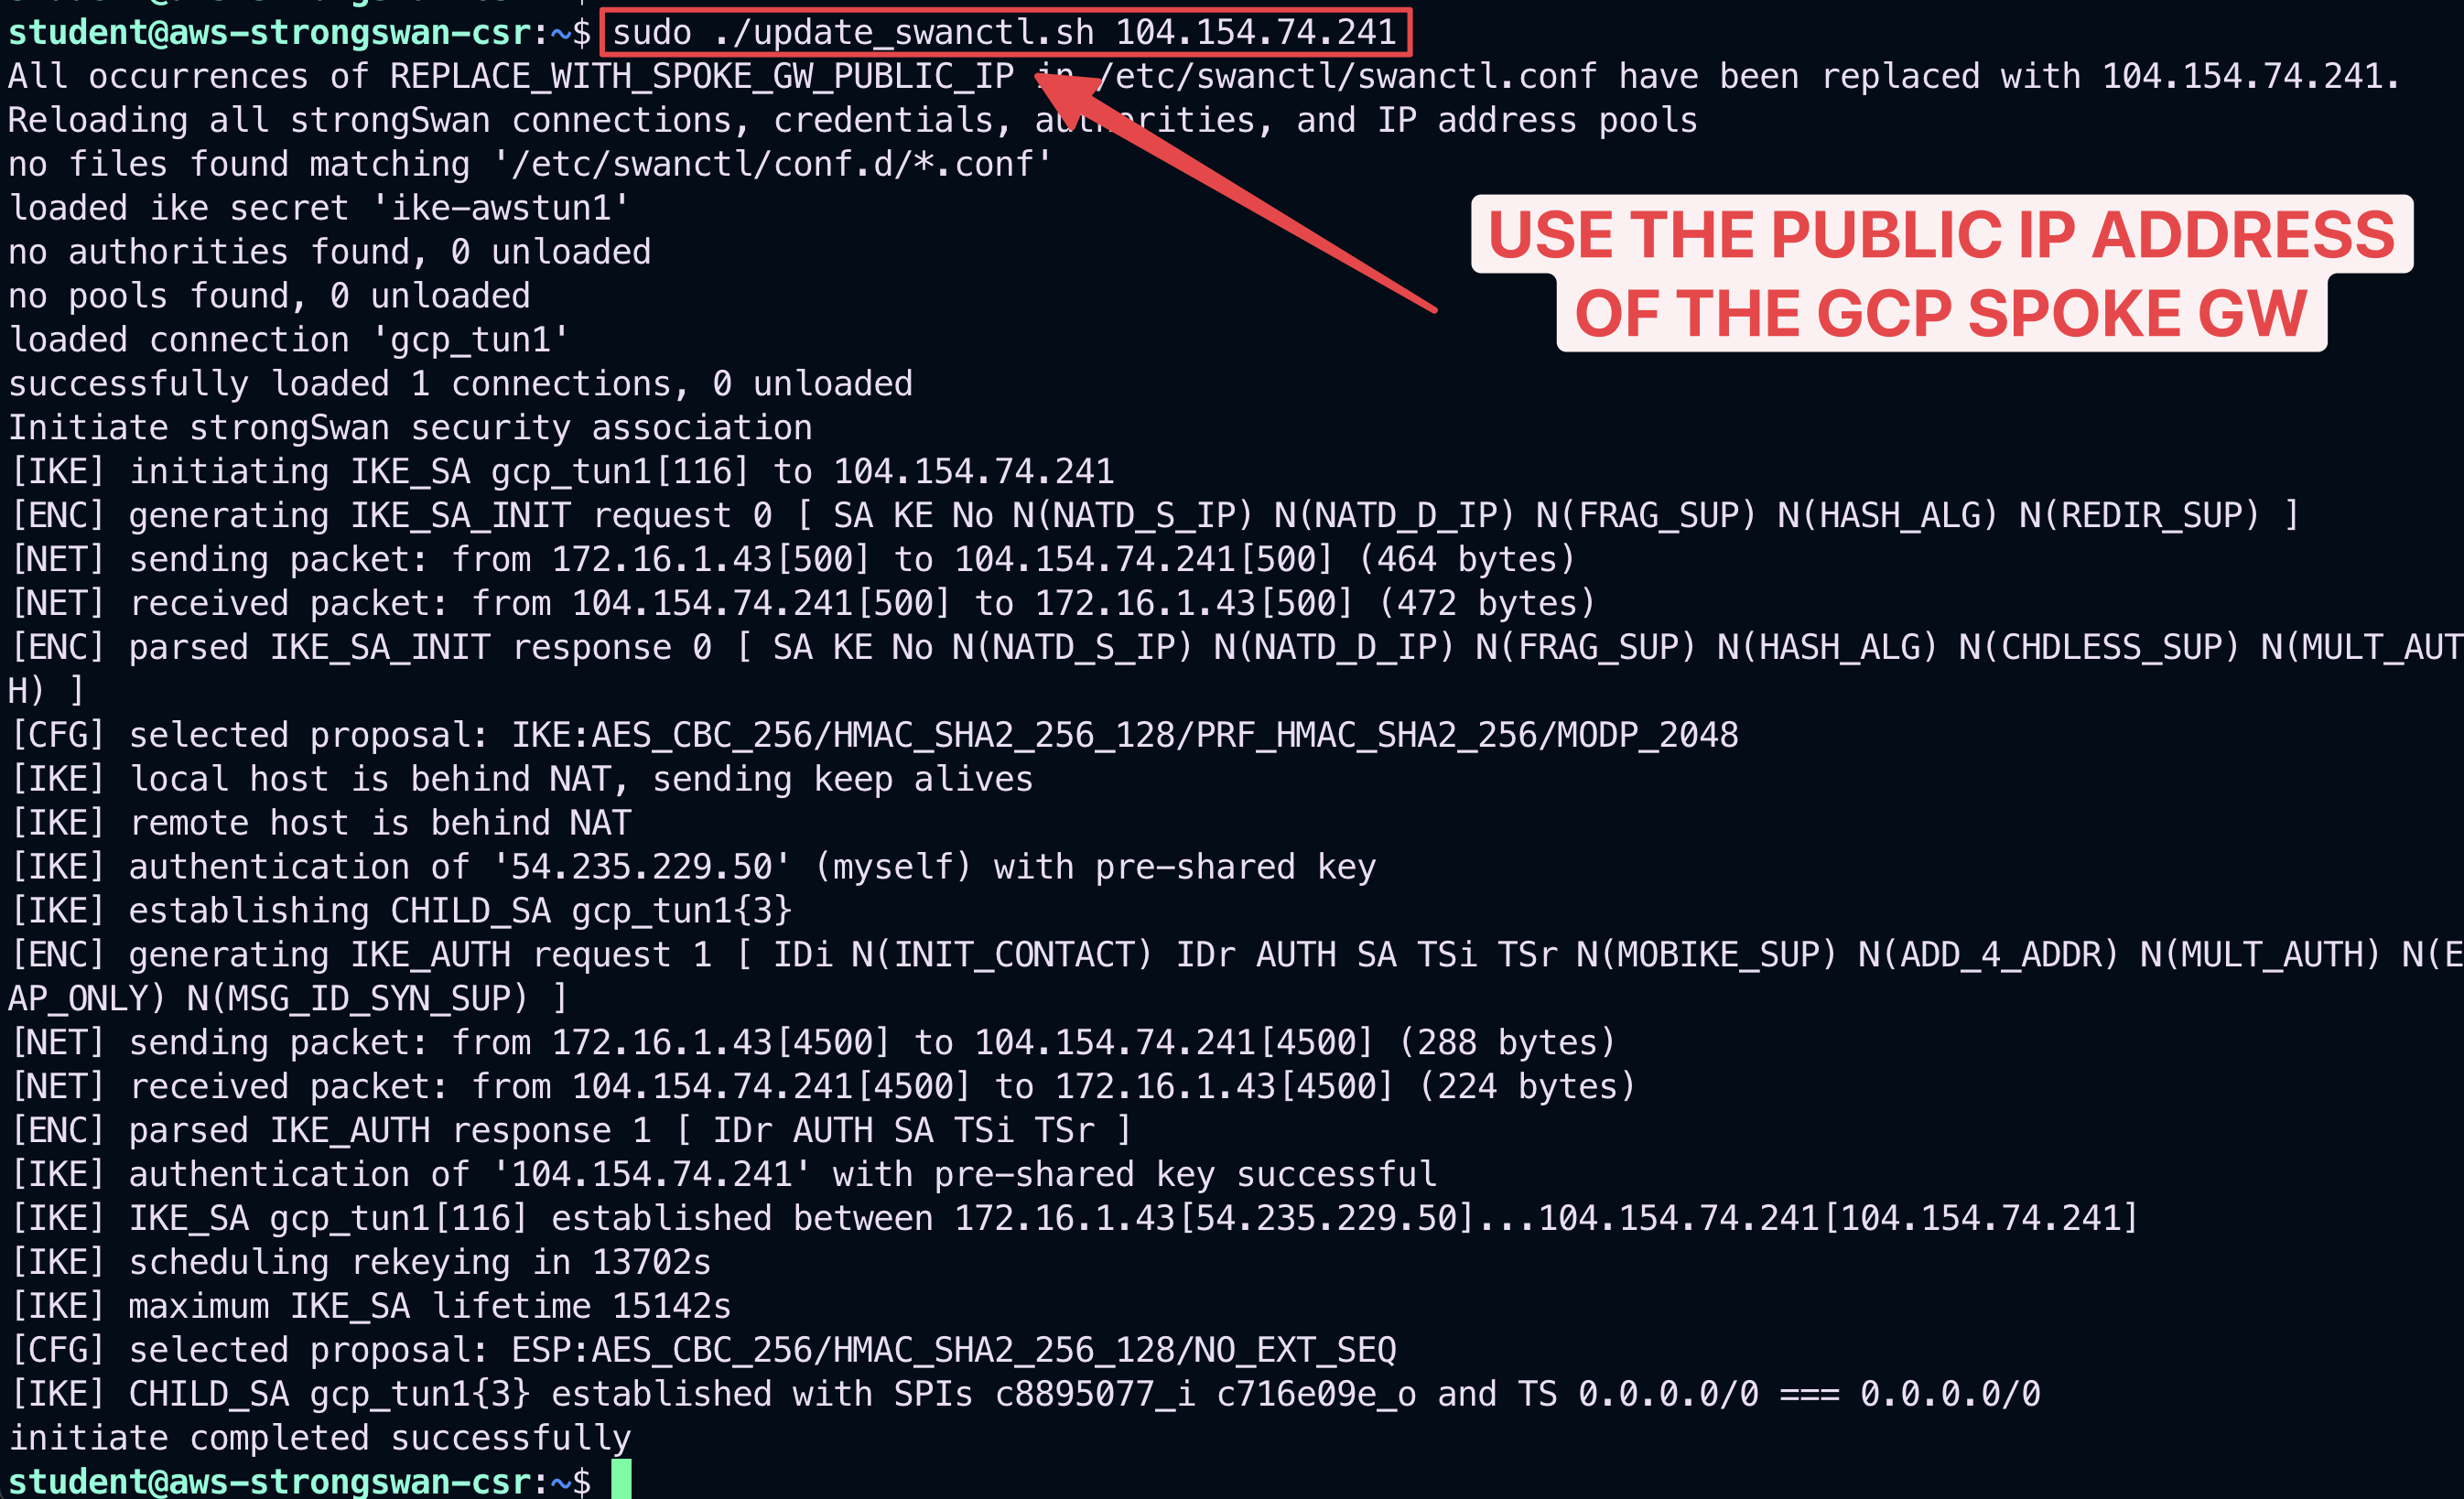 student@aws-strongswan-csr:~$ sudo ./update_swanctl.sh 104.154.74.241
All occurrences of REPLACE_WITH_SPOKE_GW_PUBLIC_IP in /etc/swanctl/swanctl.conf have been replaced with 104.154.74.241.
Reloading all strongSwan connections, credentials, authorities, and IP address pools
no files found matching '/etc/swanctl/conf.d/*.conf'
loaded ike secret 'ike-awstun1'
USE THE PUBLIC IP ADDRESS
OF THE GCP SPOKE GW
no authorities found, 0 unloaded
no pools found, 0 unloaded
loaded connection 'gcp_tun1'
successfully loaded 1 connections, 0 unloaded
Initiate strongSwan security association
[IKE] initiating IKE_SA gcp_tun1[116] to 104.154.74.241
[ENC] generating IKE_SA_INIT request 0 [ SA KE No N(NATD_S_IP) N(NATD_D_IP) N(FRAG_SUP) N(HASH_ALG) N(REDIR_SUP) ]
[NET] sending packet: from 172.16.1.43[500] to 104.154.74.241[500] (464 bytes)
[NET] received packet: from 104.154.74.241[500] to 172.16.1.43[500] (472 bytes)
[ENC] parsed IKE_SA_INIT response 0 [ SA KE No N(NATD_S_IP) N(NATD_D_IP) N(FRAG_SUP) N(HASH_ALG) N(CHDLESS_SUP) N(MULT_AUT
H) ]
[CFG] selected proposal: IKE:AES_CBC_256/HMAC_SHA2_256_128/PRF_HMAC_SHA2_256/MODP_2048
[IKE] local host is behind NAT, sending keep alives
[IKE] remote host is behind NAT
[IKE] authentication of '54.235.229.50' (myself) with pre-shared key
[IKE] establishing CHILD_SA gcp_tun1{3}
[ENC] generating IKE_AUTH request 1 [ IDi N(INIT_CONTACT) IDr AUTH SA TSi TSr N(MOBIKE_SUP) N(ADD_4_ADDR) N(MULT_AUTH) N(E
AP_ONLY) N(MSG_ID_SYN_SUP) ]
[NET] sending packet: from 172.16.1.43[4500] to 104.154.74.241[4500] (288 bytes)
[NET] received packet: from 104.154.74.241[4500] to 172.16.1.43[4500] (224 bytes)
[ENC] parsed IKE_AUTH response 1 [ IDr AUTH SA TSi TSr ]
[IKE] authentication of '104.154.74.241' with pre-shared key successful
[IKE] IKE_SA gcp_tun1[116] established between 172.16.1.43[54.235.229.50]...104.154.74.241[104.154.74.241]
[IKE] scheduling rekeying in 13702s
[IKE] maximum IKE_SA lifetime 15142s
[CFG] selected proposal: ESP:AES_CBC_256/HMAC_SHA2_256_128/NO_EXT_SEQ
[IKE] CHILD_SA gcp_tun1{3} established with SPIs c8895077_i c716e09e_o and TS 0.0.0.0/0 === 0.0.0.0/0
initiate completed successfully
student@aws-strongswan-csr:~$